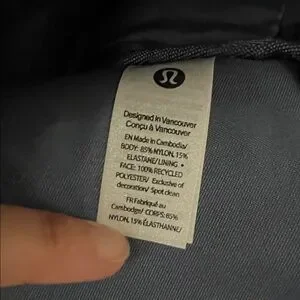 Designed in Vancouver
Conçu à Vancouver
EN Made in Cambodia/
BODY: 85% NYLON, 15%
ELASTANE/LINING •
FACE: 100% RECYCLED
POLYESTER/ Exclusive of
decoration/ Spot clean
FR Fabriqué au
Cambodge/ CORPS: 85%
NYLON, 15% ÉLASTHANNE/